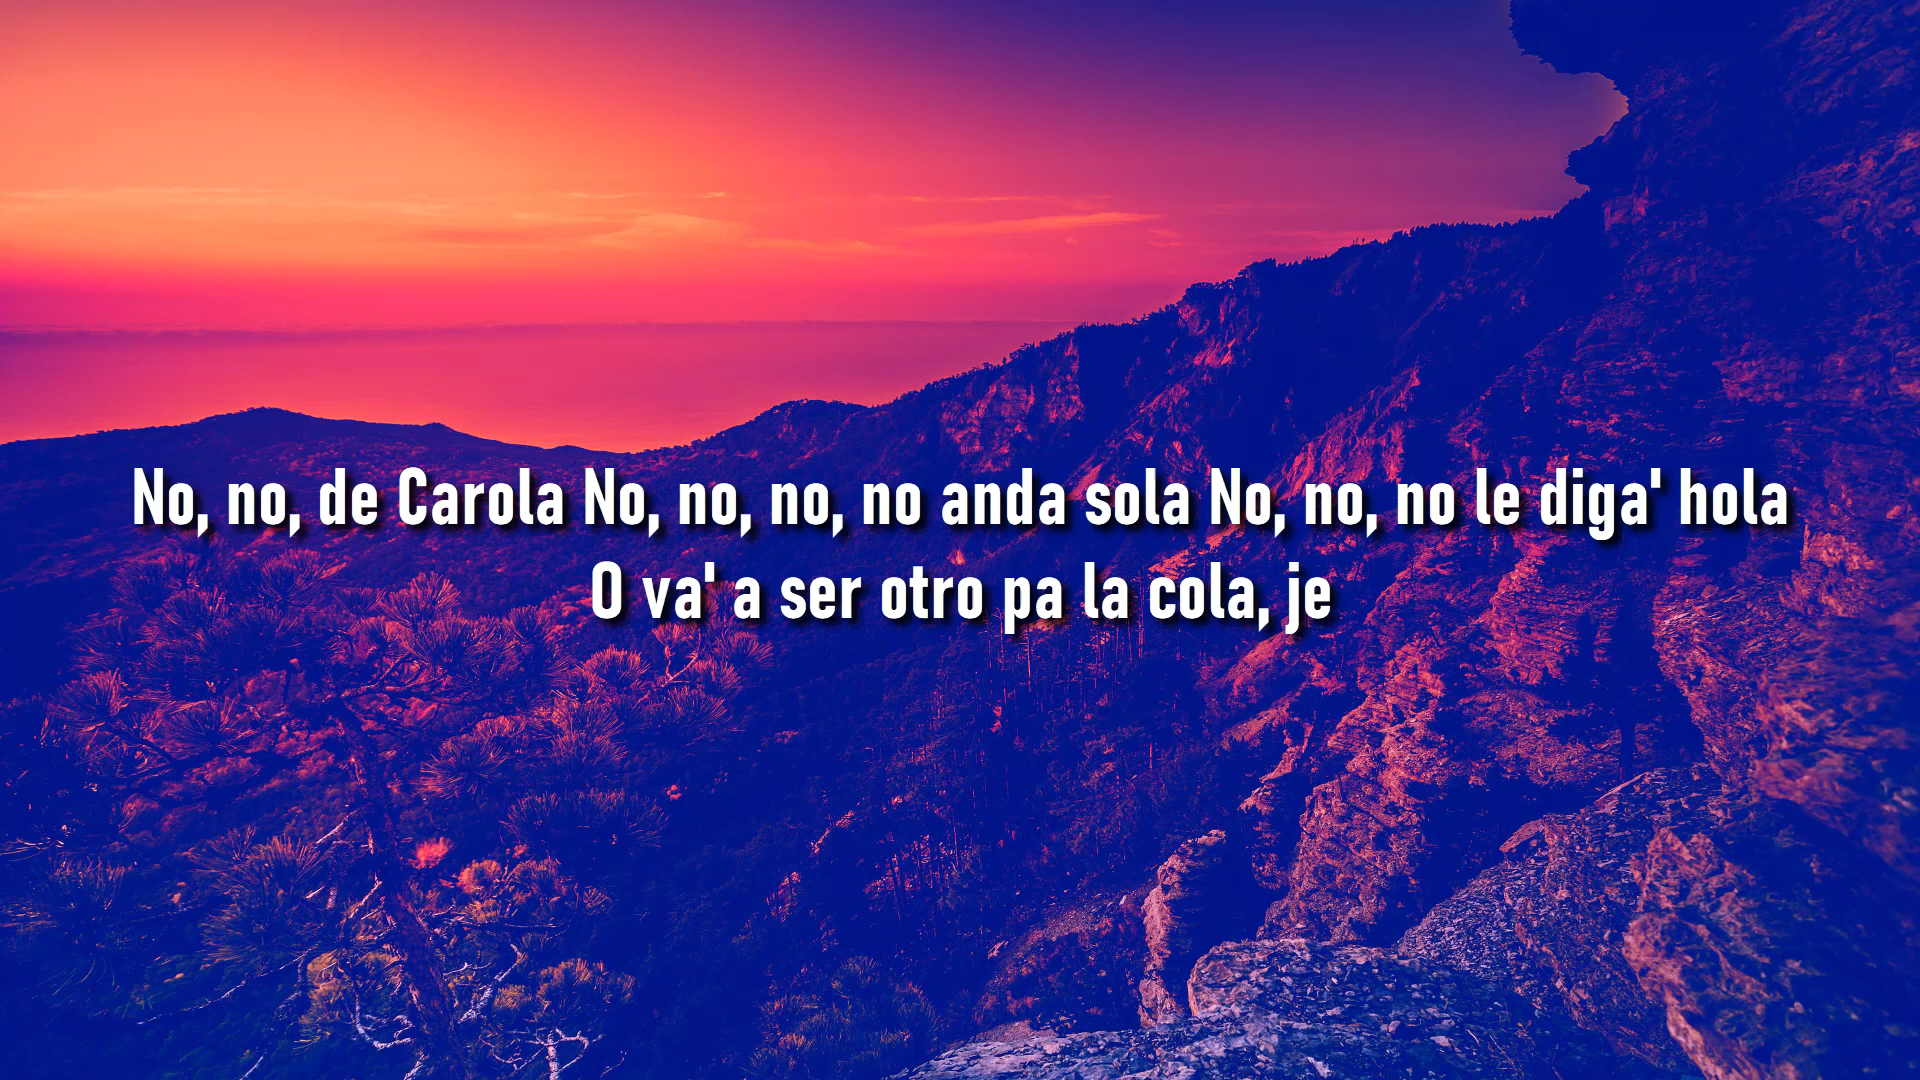 No, no, de Carola No, no, no, no anda sola No, no, no le diga' hola
O va' a ser otro pa la cola, je